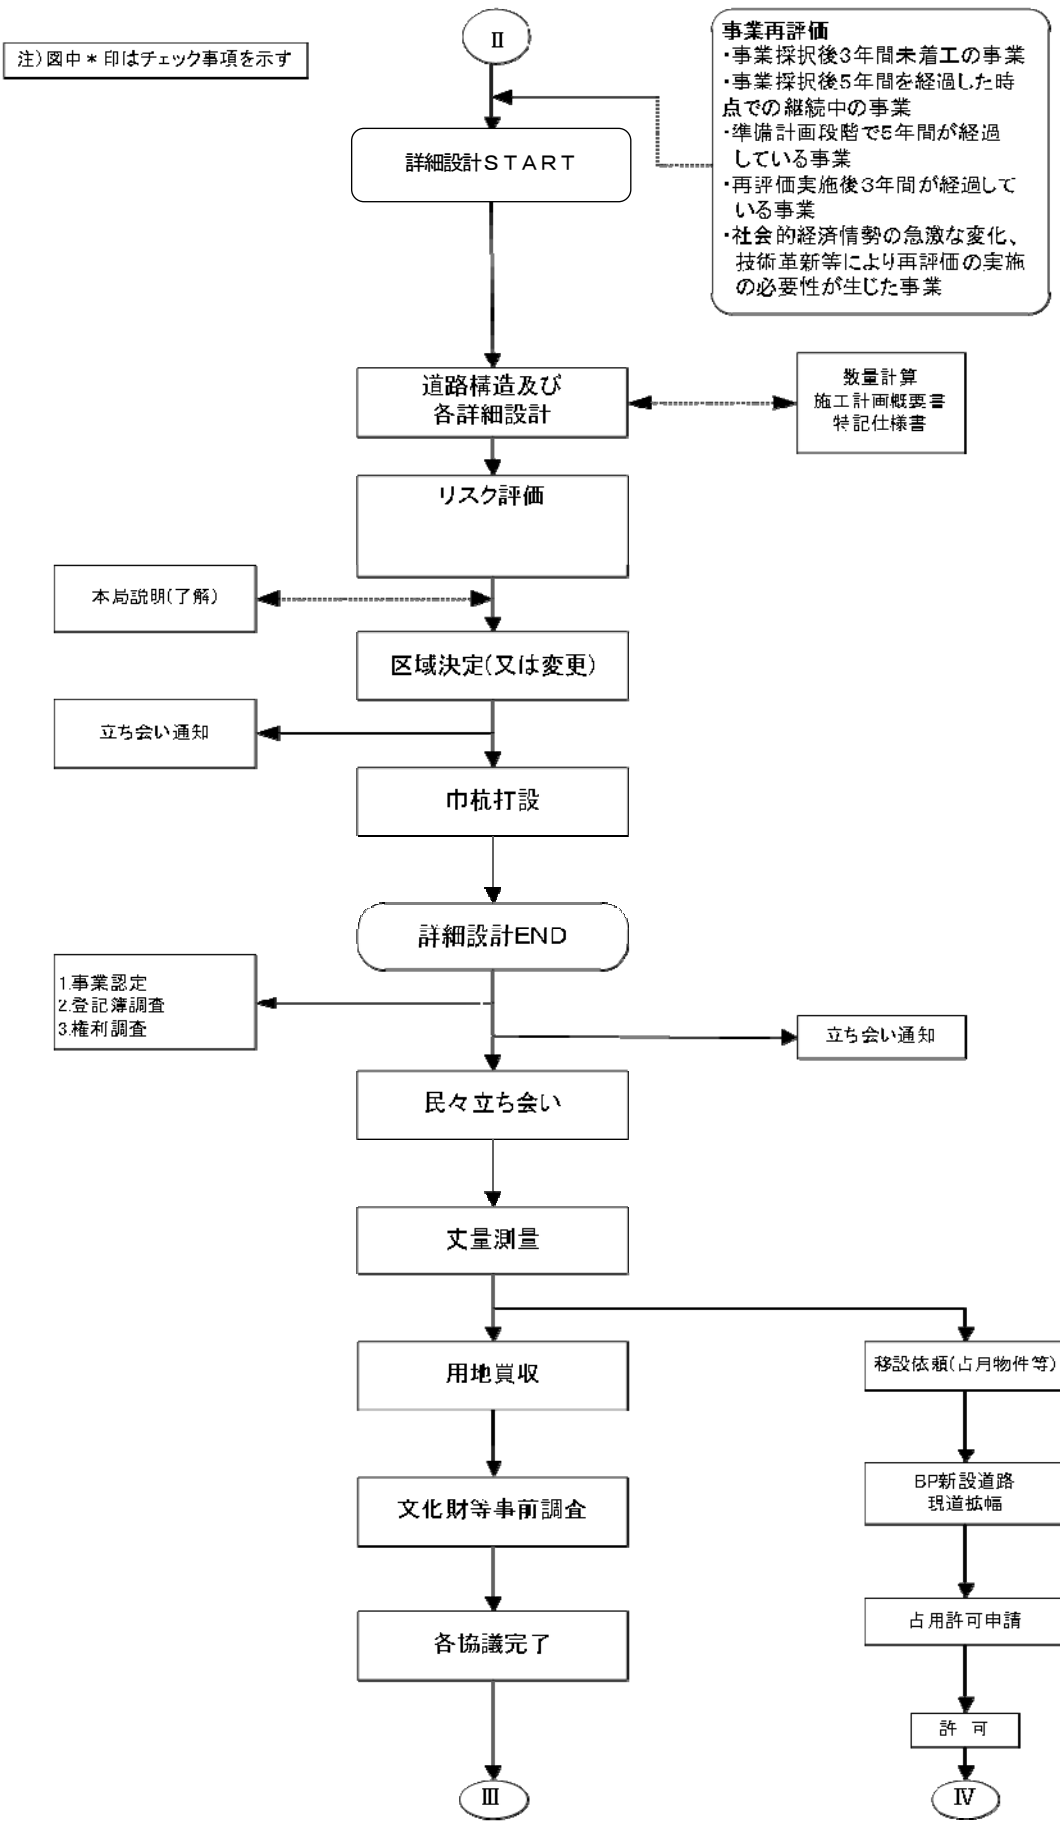 Ⅱ
注）図中＊印はチェック事項を示す
事業再評価
・事業採択後3年間未着工の事業
・事業採択後5年間を経過した時
点での継続中の事業
・準備計画段階で5年間が経過
している事業
・再評価実施後3年間が経過して
いる事業
・社会的経済情勢の急激な変化、
技術革新等により再評価の実施
の必要性が生じた事業
詳細設計ＳＴＡＲＴ
道路構造及び
各詳細設計
数量計算
施工計画概要書
特記仕様書
リスク評価
本局説明(了解)
区域決定(又は変更)
立ち会い通知
巾杭打設
詳細設計END
1.事業認定
2.登記簿調査
3.権利調査
立ち会い通知
民々立ち会い
丈量測量
用地買収
移設依頼(占用物件等)
文化財等事前調査
BP新設道路
現道拡幅
各協議完了
占用許可申請
許　可
Ⅲ
Ⅳ